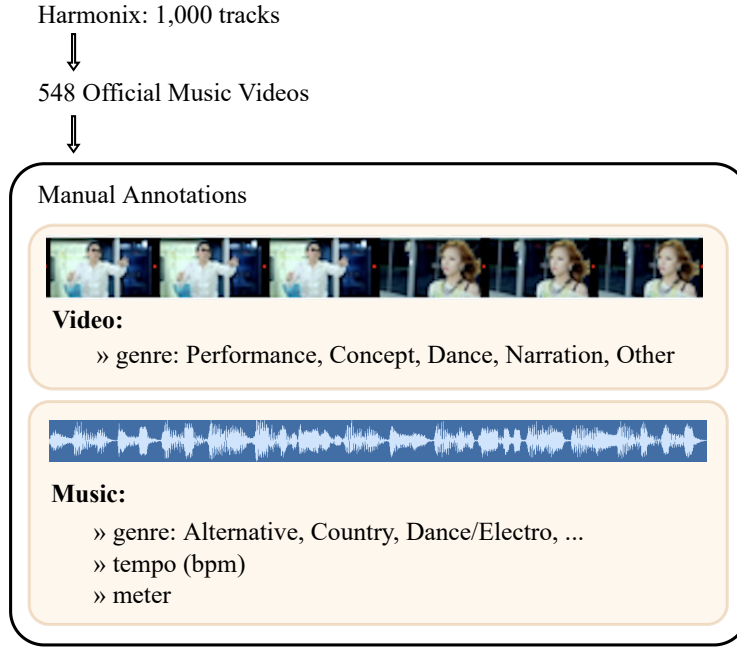 Harmonix: 1,000 tracks
548 Official Music Videos
Manual Annotations
Video:
» genre: Performance, Concept, Dance, Narration, Other
Music:
» genre: Alternative, Country, Dance/Electro, ...
» tempo (bpm)
» meter